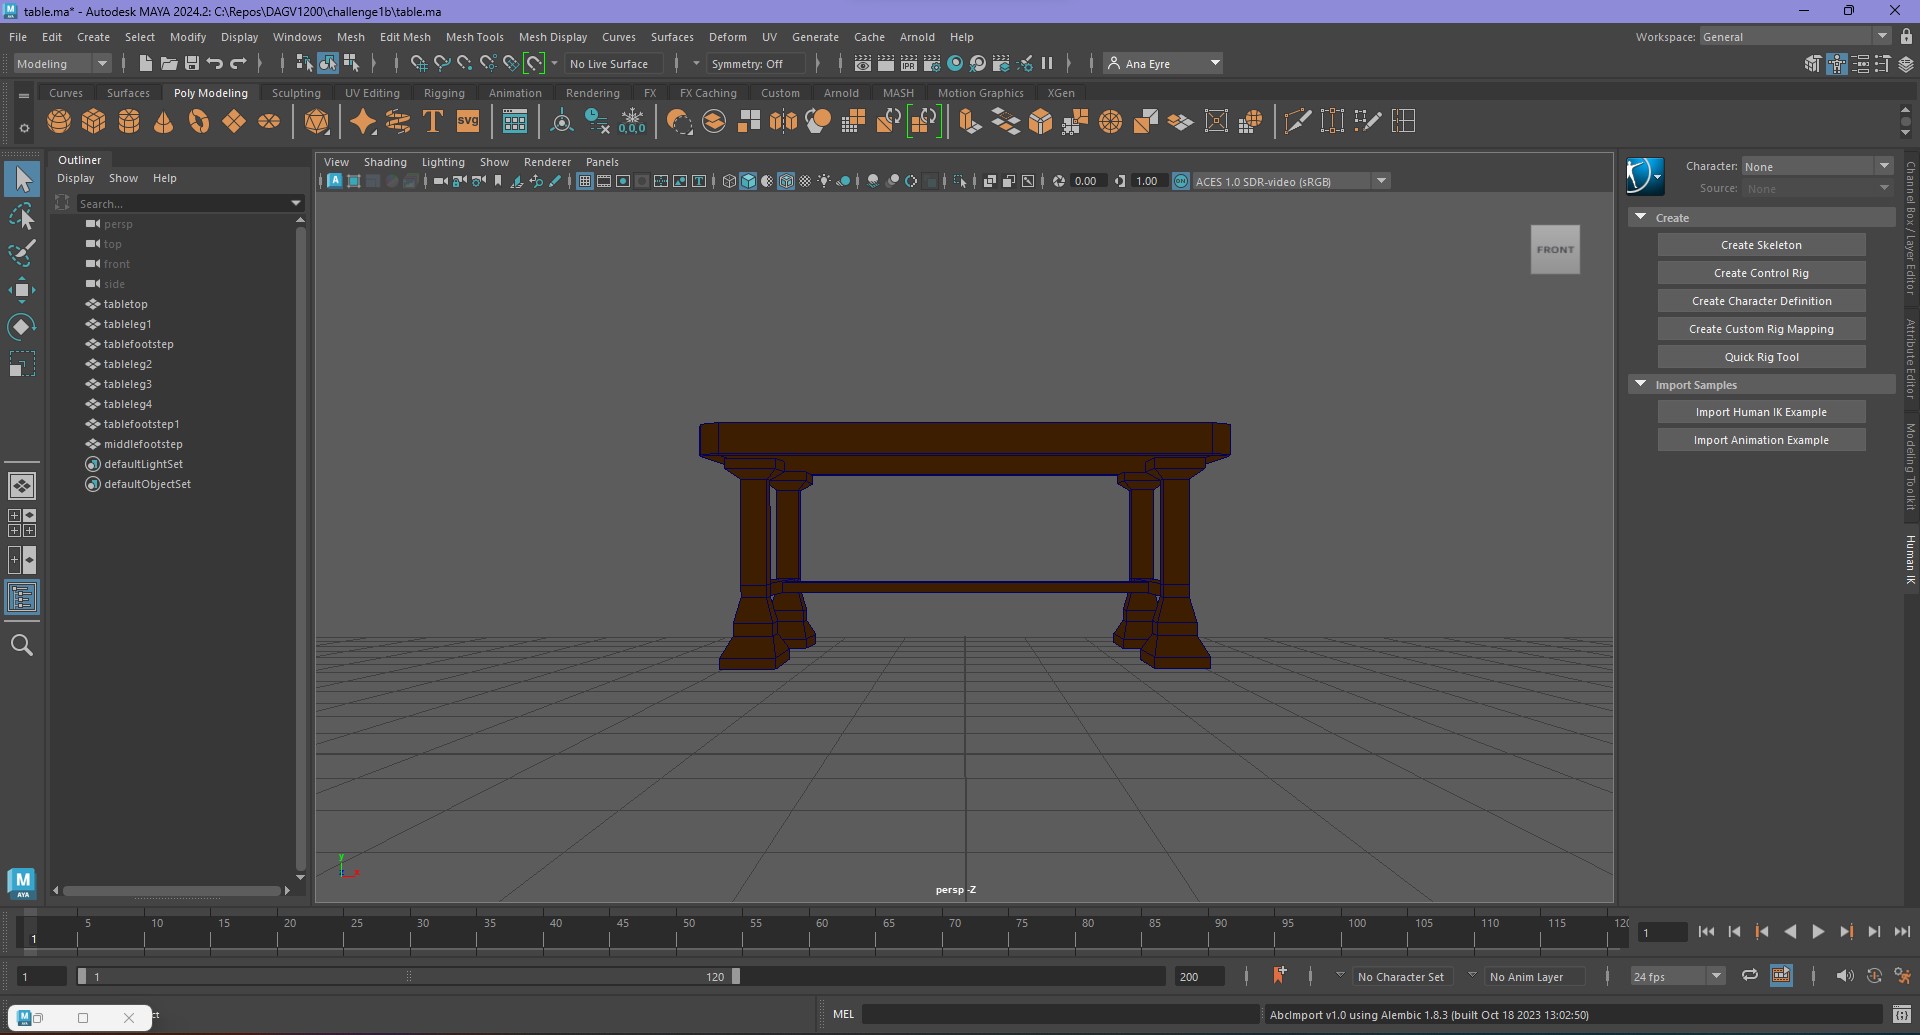 table.ma* - Autodesk MAYA 2024.2: C:\Repos\DAGV1200\challenge1b\table.ma
File Edit Create Select Modify Display Windows Mesh Edit Mesh Mesh Tools Mesh Display Curves Surfaces Deform UV Generate Cache Arnold Help
Workspace: General
Modeling
No Live Surface
Symmetry: Off
IPR
Ana Eyre
Curves Surfaces Poly Modeling Sculpting UV Editing Rigging Animation Rendering FX FX Caching Custom Arnold MASH Motion Graphics XGen
T
SVG
0,0,0
Outliner
Display Show Help
Search...
persp
top
front
side
tabletop
tableleg1
tablefootstep
tableleg2
tableleg3
tableleg4
tablefootstep1
middlefootstep
defaultLightSet
defaultObjectSet
View Shading Lighting Show Renderer Panels
A
0.00
1.00
ON
ACES 1.0 SDR-video (sRGB)
FRONT
y
x
persp -Z
Character: None
Source: None
Create
Create Skeleton
Create Control Rig
Create Character Definition
Create Custom Rig Mapping
Quick Rig Tool
Import Samples
Import Human IK Example
Import Animation Example
Channel Box / Layer Editor
Attribute Editor
Modeling Toolkit
Human IK
M
AYA
5 10 15 20 25 30 35 40 45 50 55 60 65 70 75 80 85 90 95 100 105 110 115 120
1
1
1
1
120
200
No Character Set
No Anim Layer
24 fps
MEL
AbcImport v1.0 using Alembic 1.8.3 (built Oct 18 2023 13:02:50)